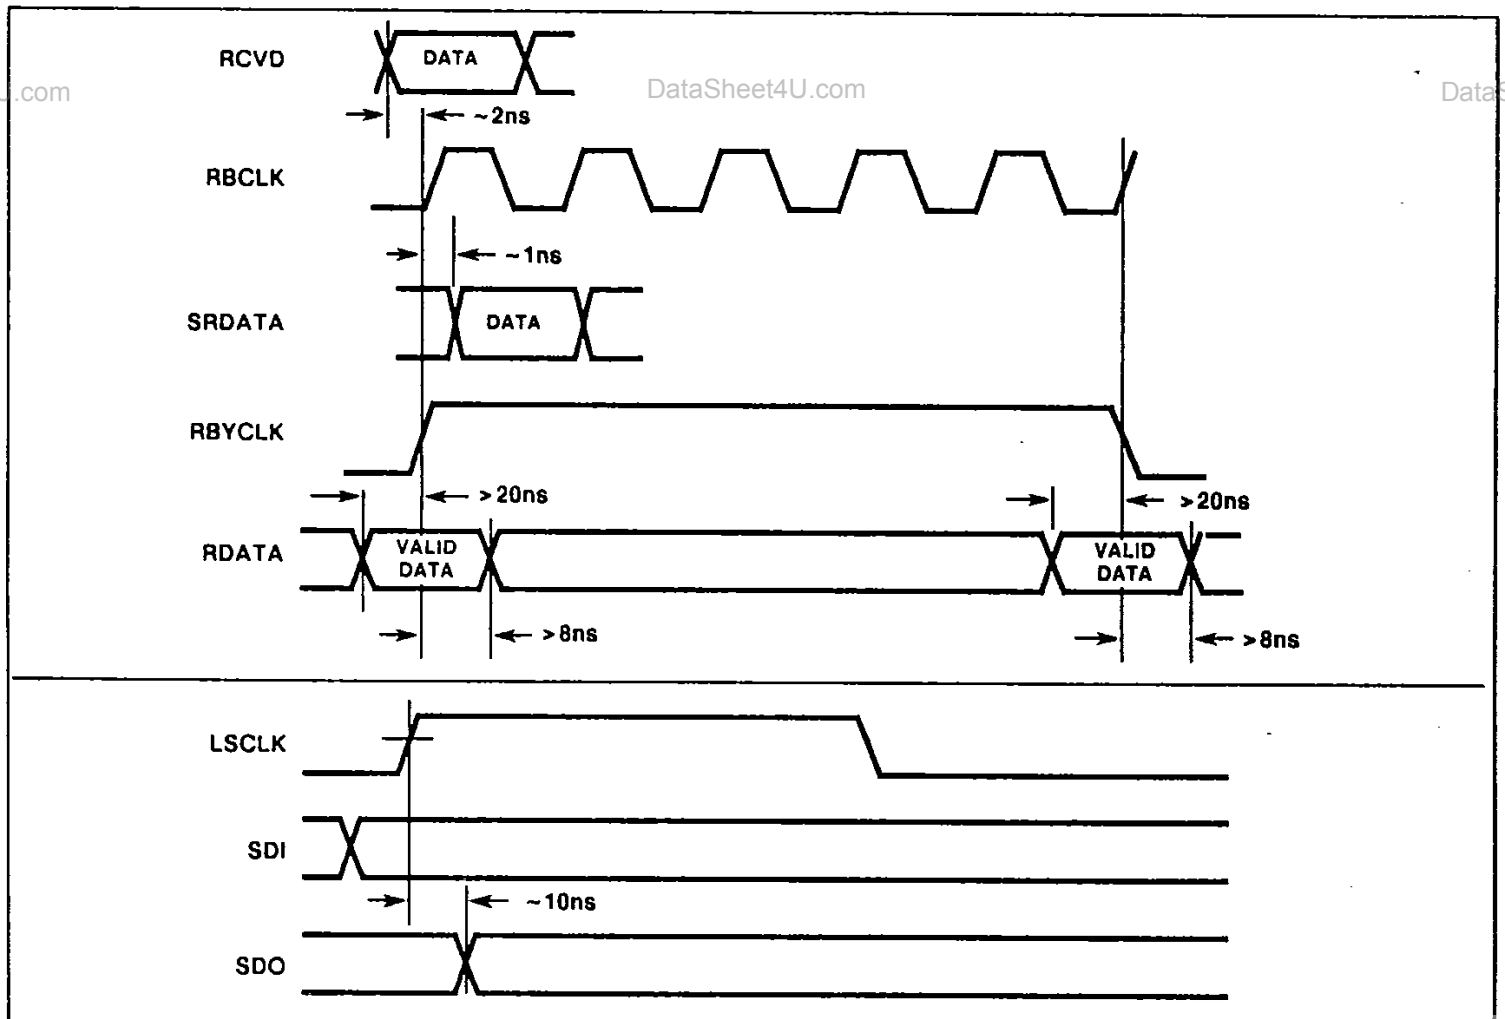 RCVD
DATA
J.com
DataSheet4U.com
DataS
~2ns
RBCLK
~1ns
SRDATA
DATA
RBYCLK
>20ns
>20ns
RDATA
VALID
DATA
VALID
DATA
>8ns
>8ns
LSCLK
SDI
~10ns
SDO